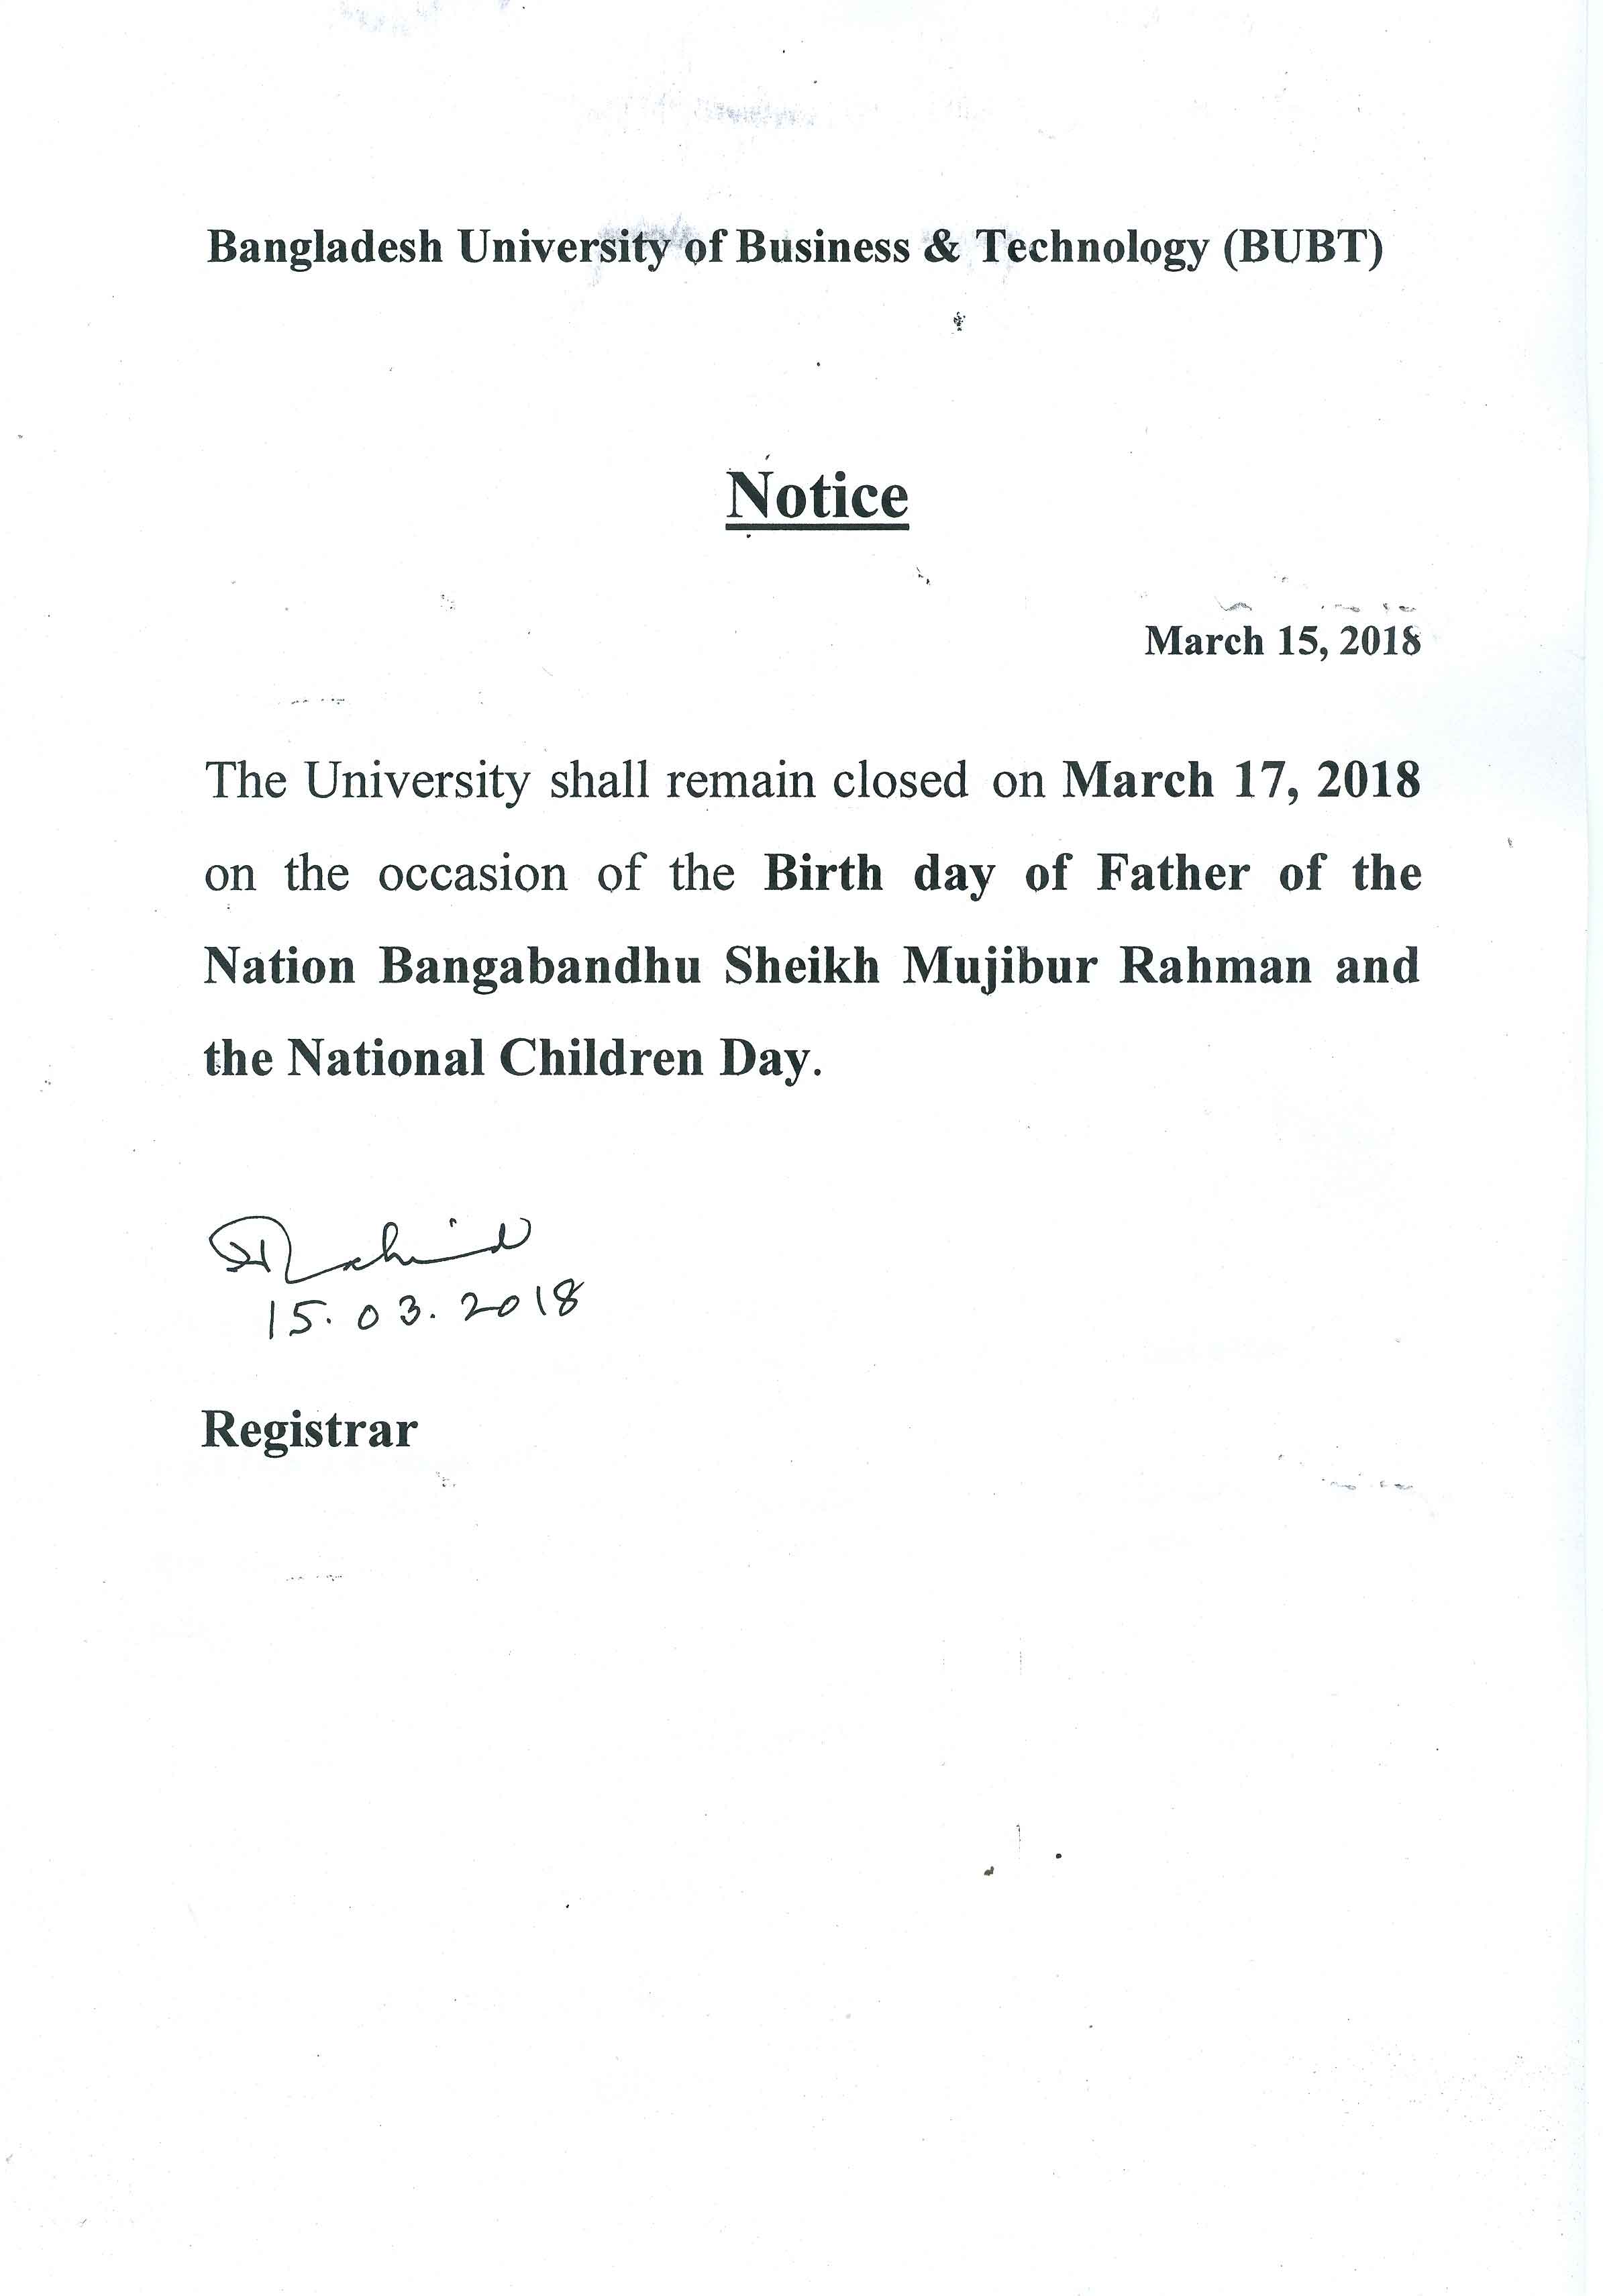 Bangladesh University of Business & Technology (BUBT)
Notice
March 15, 2018
The University shall remain closed on March 17, 2018
on the occasion of the Birth day of Father of the
Nation Bangabandhu Sheikh Mujibur Rahman and
the National Children Day.
15.03.2018
Registrar